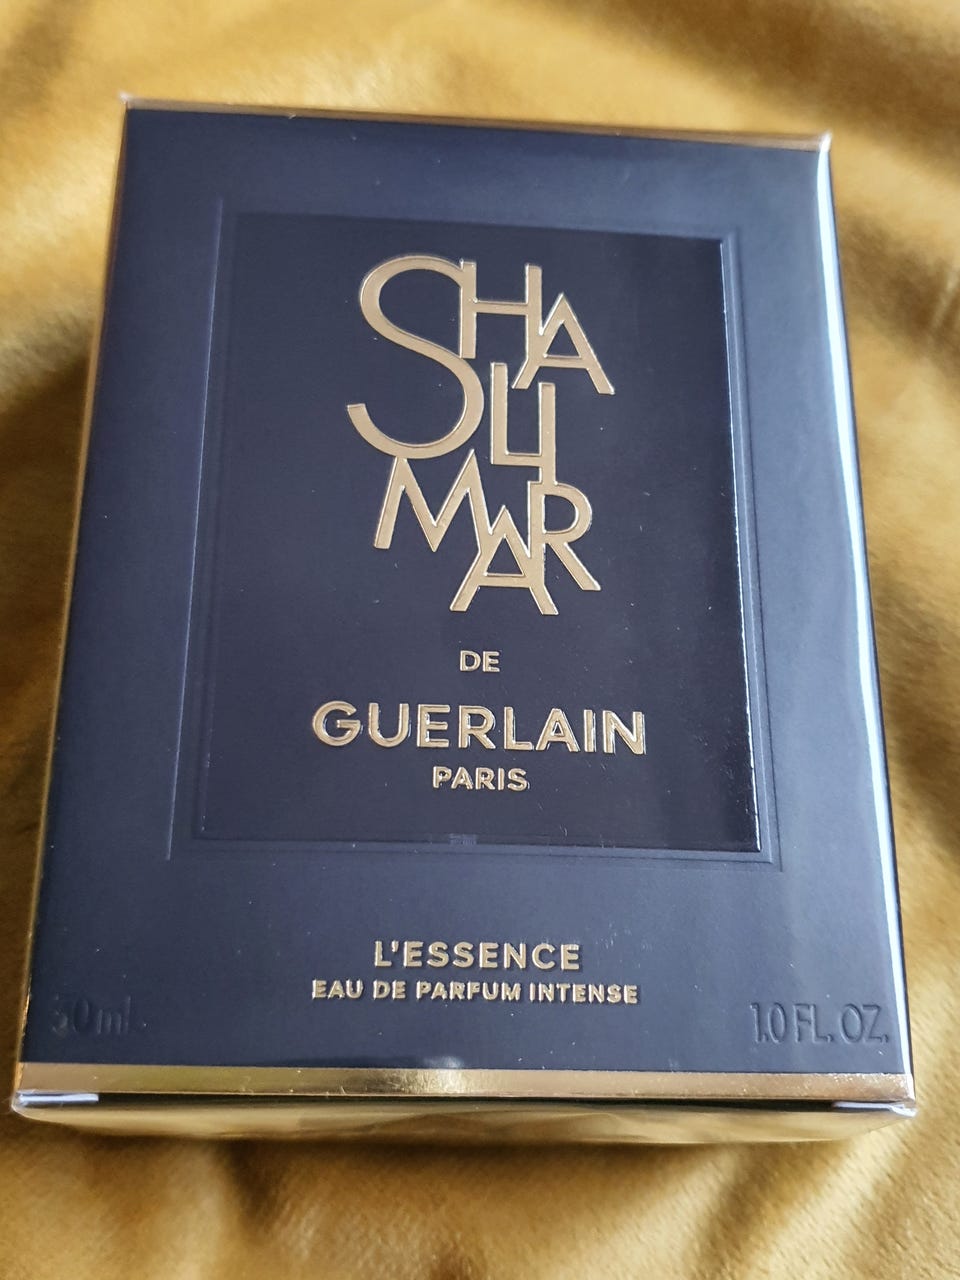 SHA
LI
MAR
DE
GUERLAIN
PARIS
L'ESSENCE
EAU DE PARFUM INTENSE
30ml 1.0 FL. OZ.